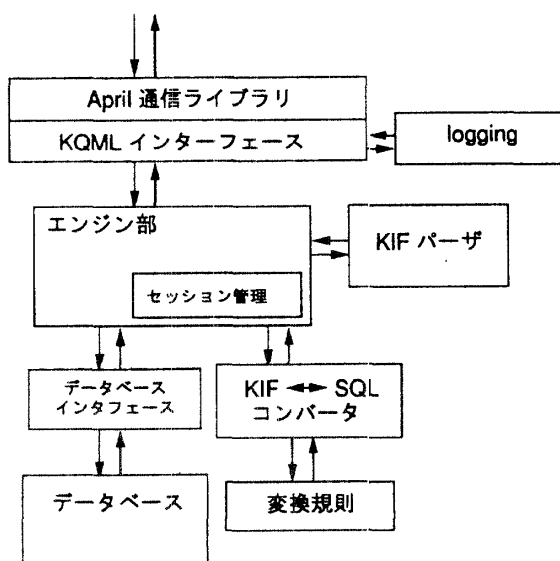 April 通信ライブラリ
KQML インターフェース
logging
エンジン部
KIF パーザ
セッション管理
データベース
インタフェース
KIF ◄─► SQL
コンバータ
データベース
変換規則